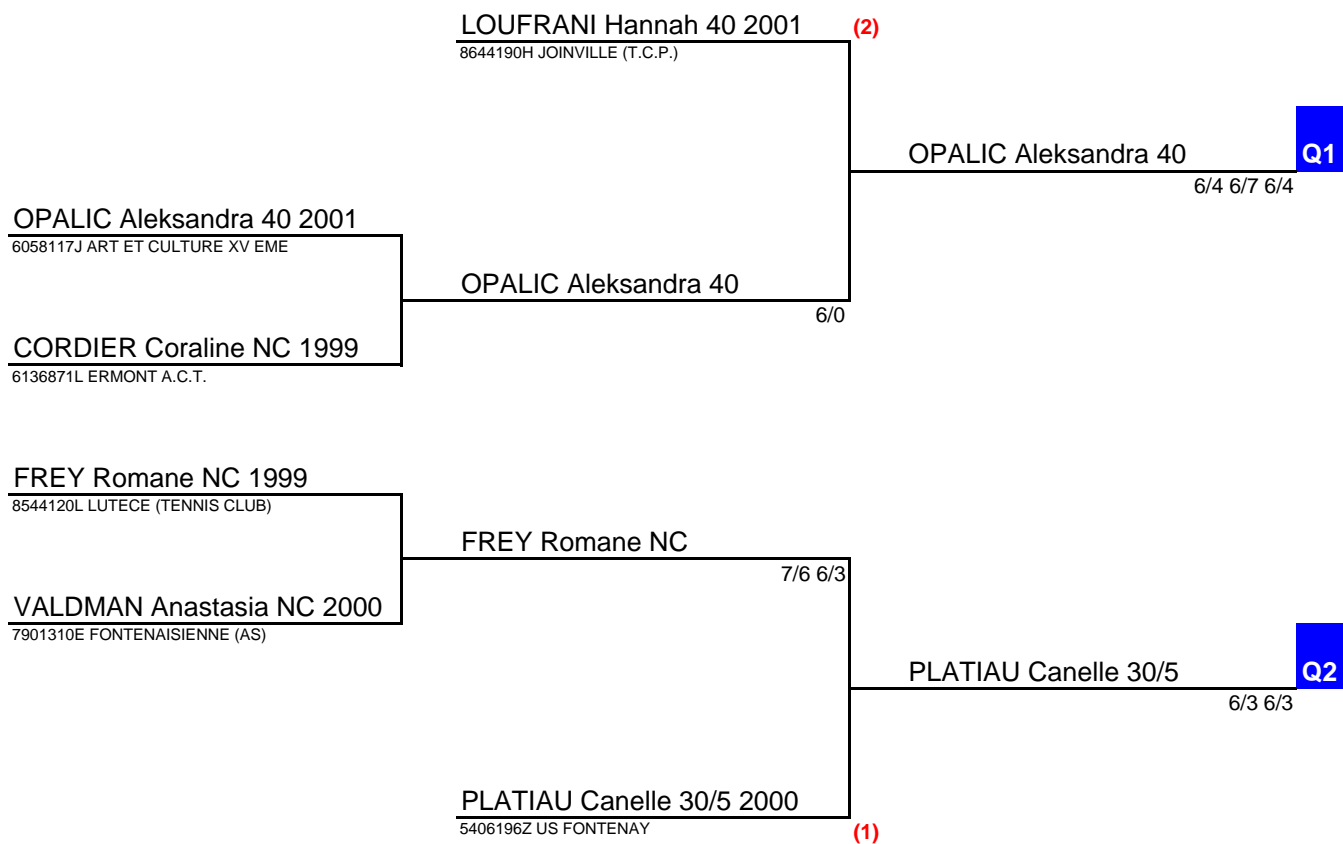 LOUFRANI Hannah 40 2001 (2)
8644190H JOINVILLE (T.C.P.)
OPALIC Aleksandra 40 Q1
6/4 6/7 6/4
OPALIC Aleksandra 40 2001
6058117J ART ET CULTURE XV EME
OPALIC Aleksandra 40
6/0
CORDIER Coraline NC 1999
6136871L ERMONT A.C.T.
FREY Romane NC 1999
8544120L LUTECE (TENNIS CLUB)
FREY Romane NC
7/6 6/3
VALDMAN Anastasia NC 2000
7901310E FONTENAISIENNE (AS)
PLATIAU Canelle 30/5 Q2
6/3 6/3
PLATIAU Canelle 30/5 2000
5406196Z US FONTENAY (1)